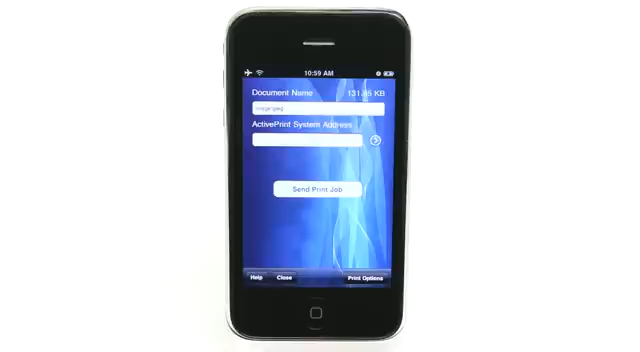 10:59 AM
Document Name 131.85 KB
image.jpeg
ActivePrint System Address
Send Print Job
Help Close Print Options